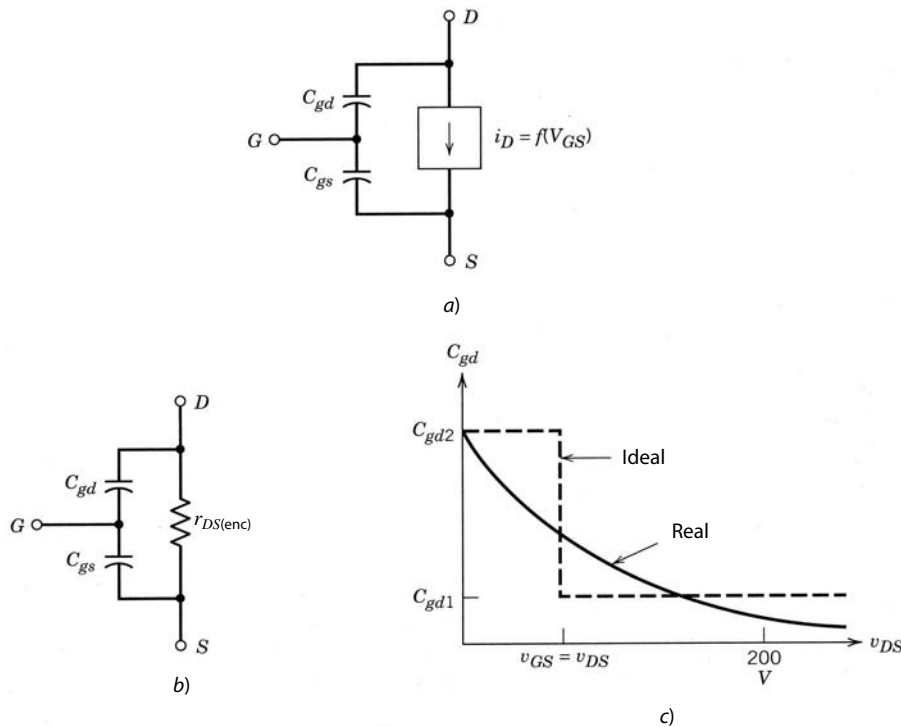 D
C_gd
G
i_D = f(V_GS)
C_gs
S
a)
C_gd
D
C_gd2
Ideal
C_gd
r_DS(enc)
G
Real
C_gs
C_gd1
v_DS
S
v_GS = v_DS
200
V
b)
c)